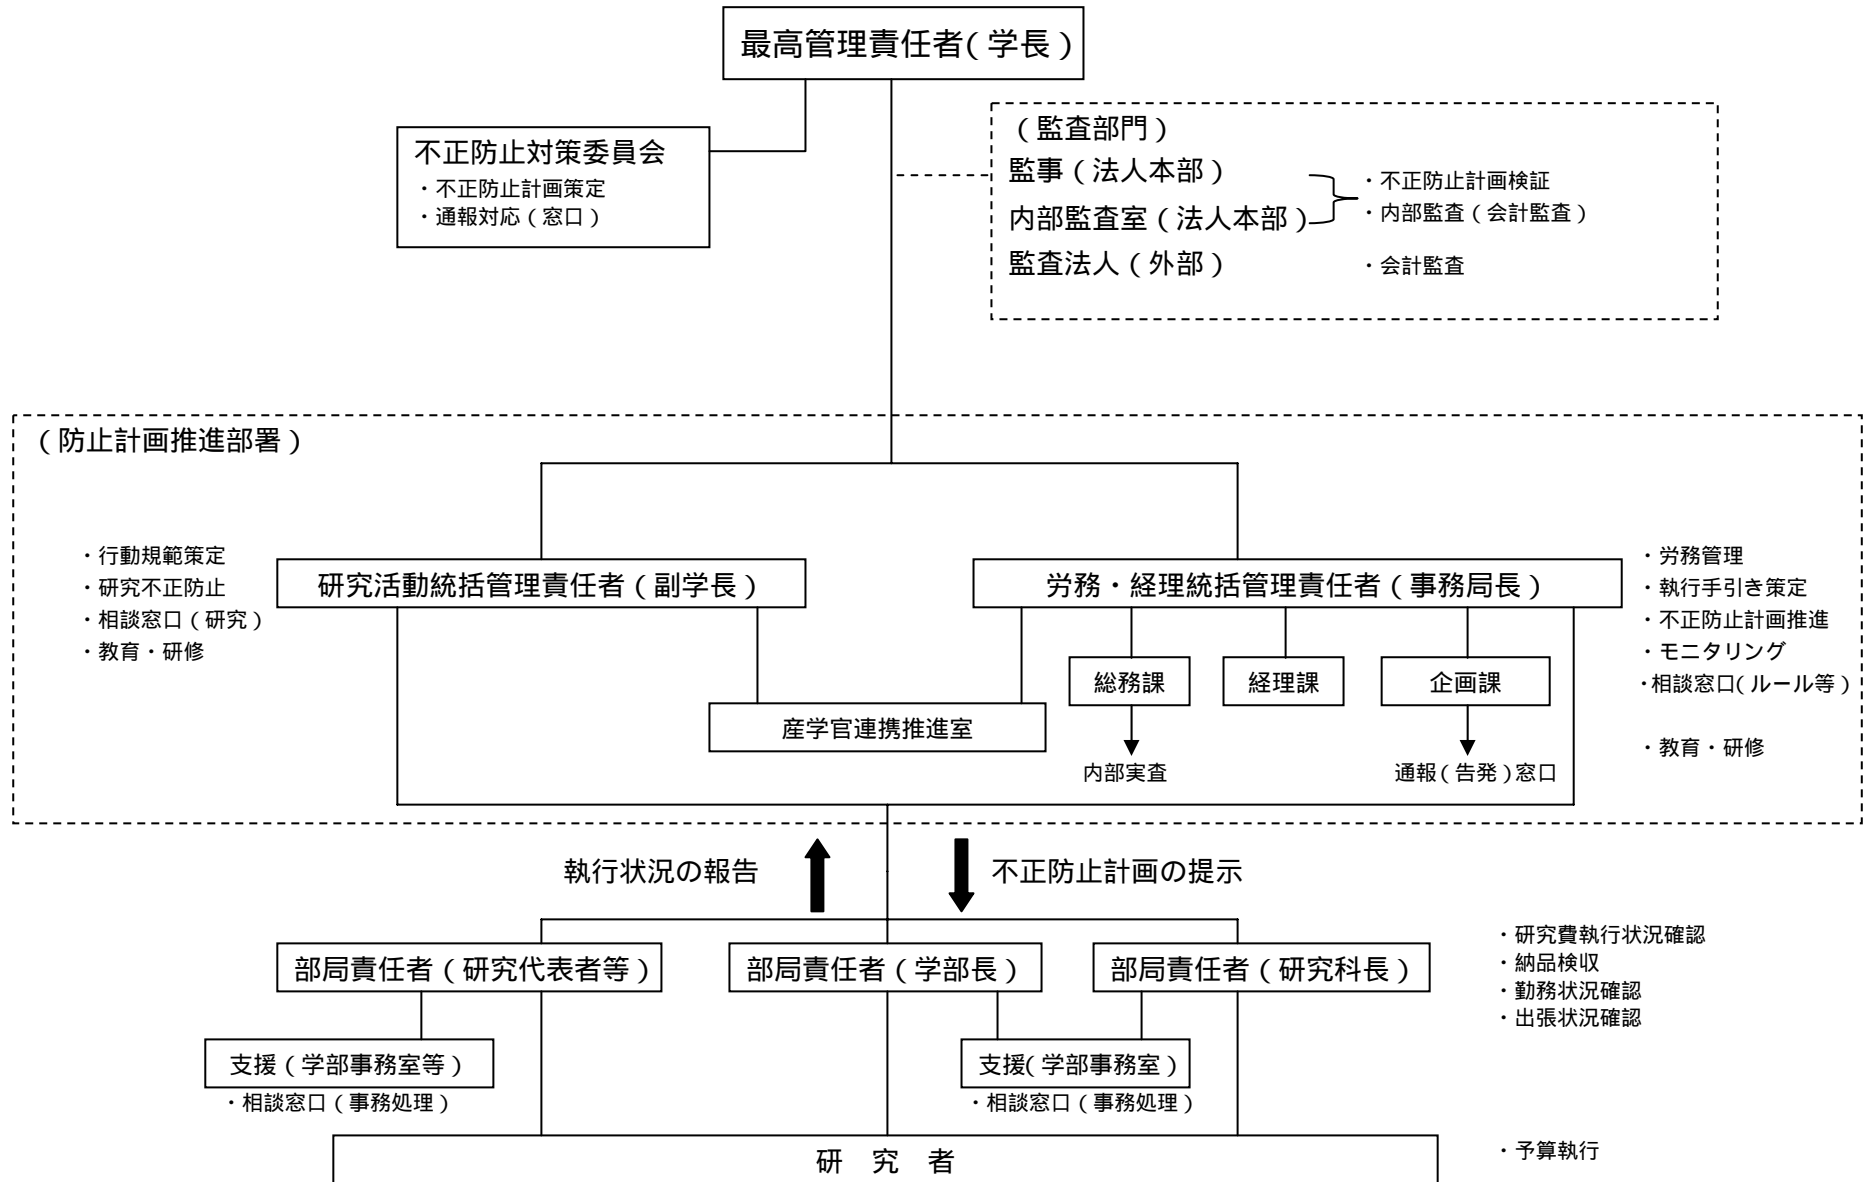 最高管理責任者(学長)
不正防止対策委員会
・不正防止計画策定
・通報対応(窓口)
(監査部門)
監事(法人本部)
内部監査室(法人本部)
監査法人(外部)
・不正防止計画検証
・内部監査(会計監査)
・会計監査
(防止計画推進部署)
・行動規範策定
・研究不正防止
・相談窓口(研究)
・教育・研修
研究活動統括管理責任者(副学長)
労務・経理統括管理責任者(事務局長)
・労務管理
・執行手引き策定
・不正防止計画推進
・モニタリング
・相談窓口(ルール等)
・教育・研修
総務課
経理課
企画課
産学官連携推進室
内部実査
通報(告発)窓口
執行状況の報告
不正防止計画の提示
部局責任者(研究代表者等)
部局責任者(学部長)
部局責任者(研究科長)
・研究費執行状況確認
・納品検収
・勤務状況確認
・出張状況確認
支援(学部事務室等)
・相談窓口(事務処理)
支援(学部事務室)
・相談窓口(事務処理)
研 究 者
・予算執行